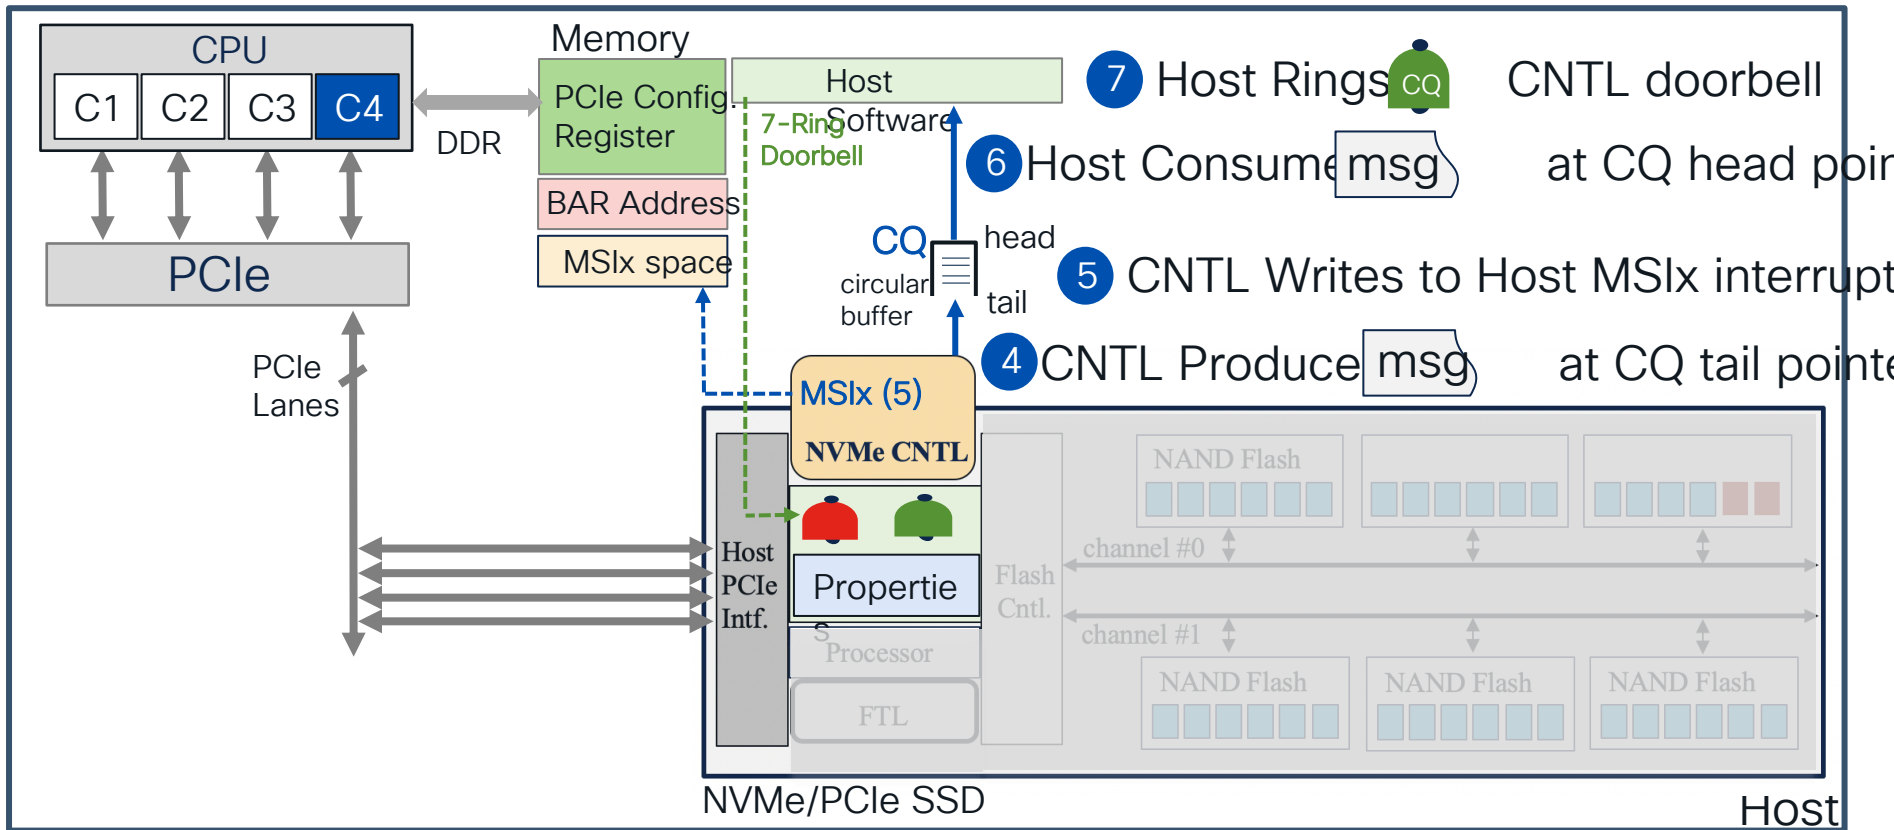 CPU
C1 C2 C3 C4
DDR
PCIe
PCIe
Lanes
Memory
PCIe Config.
Register
BAR Address
MSIx space
Host
Software
7-Ring
Doorbell
CQ
circular
buffer
head
tail
7 Host Rings CQ CNTL doorbell
6 Host Consume msg at CQ head poin
5 CNTL Writes to Host MSIx interrupt
4 CNTL Produce msg at CQ tail pointe
MSIx (5)
NVMe CNTL
Host
PCIe
Intf.
Propertie
s
Processor
FTL
Flash
Cntl.
NAND Flash
channel #0
channel #1
NAND Flash
NAND Flash
NAND Flash
NVMe/PCIe SSD
Host